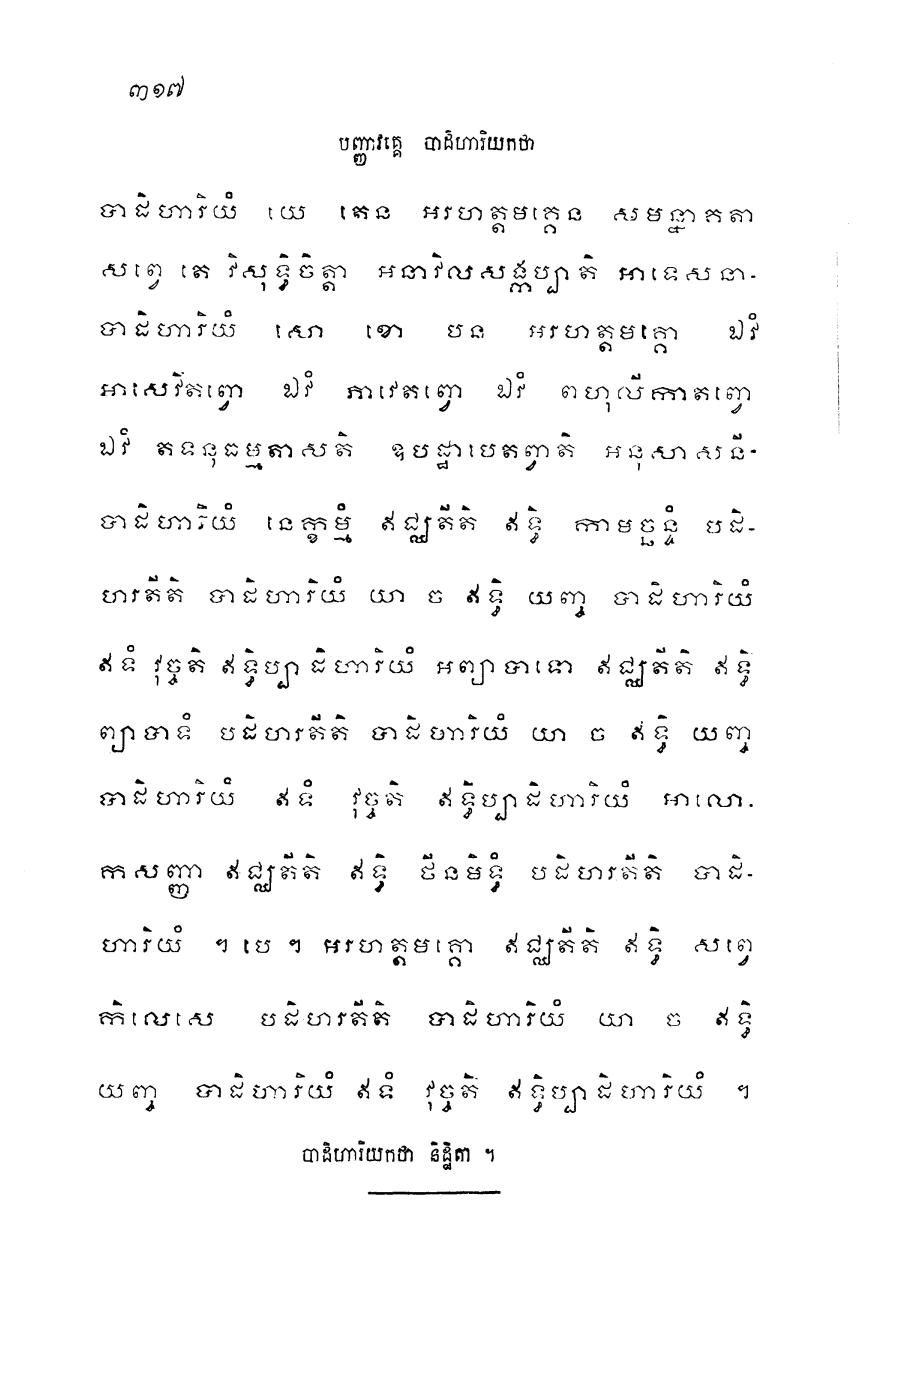 ៣១៧
បញ្ញាវគ្គេ បាដិហារិយកថា
បាដិហារិយំ យេ តេន អរហត្តមគ្គេន សមន្នាគតា
សព្វេ តេ វិសុទ្ធិចិត្តា អនាវិលសង្កប្បាតិ អាទេសនា-
បាដិហារិយំ សោ ខោ បន អរហត្តមគ្គោ ឯវំ
អាសេវិតព្វោ ឯវំ ភាវេតព្វោ ឯវំ ពហុលីកាតព្វោ
ឯវំ តទនុធម្មតាសតិ ឧបដ្ឋាបេតព្វាតិ អនុសាសនី-
បាដិហារិយំ នេក្ខម្មំ ឥជ្ឈតីតិ ឥទ្ធិ កាមច្ឆន្ទំ បដិ-
ហរតីតិ បាដិហារិយំ យា ច ឥទ្ធិ យញ្ច បាដិហារិយំ
ឥទំ វុច្ចតិ ឥទ្ធិប្បាដិហារិយំ អព្យាបាទោ ឥជ្ឈតីតិ ឥទ្ធិ
ព្យាបាទំ បដិហរតីតិ បាដិហារិយំ យា ច ឥទ្ធិ យញ្ច
បាដិហារិយំ ឥទំ វុច្ចតិ ឥទ្ធិប្បាដិហារិយំ អាលោ-
កសញ្ញា ឥជ្ឈតីតិ ឥទ្ធិ ថីនមិទ្ធំ បដិហរតីតិ បាដិ-
ហារិយំ ។ បេ ។ អរហត្តមគ្គោ ឥជ្ឈតីតិ ឥទ្ធិ សព្វេ
កិលេសេ បដិហរតីតិ បាដិហារិយំ យា ច ឥទ្ធិ
យញ្ច បាដិហារិយំ ឥទំ វុច្ចតិ ឥទ្ធិប្បាដិហារិយំ ។
បាដិហារិយកថា និដ្ឋិតា ។